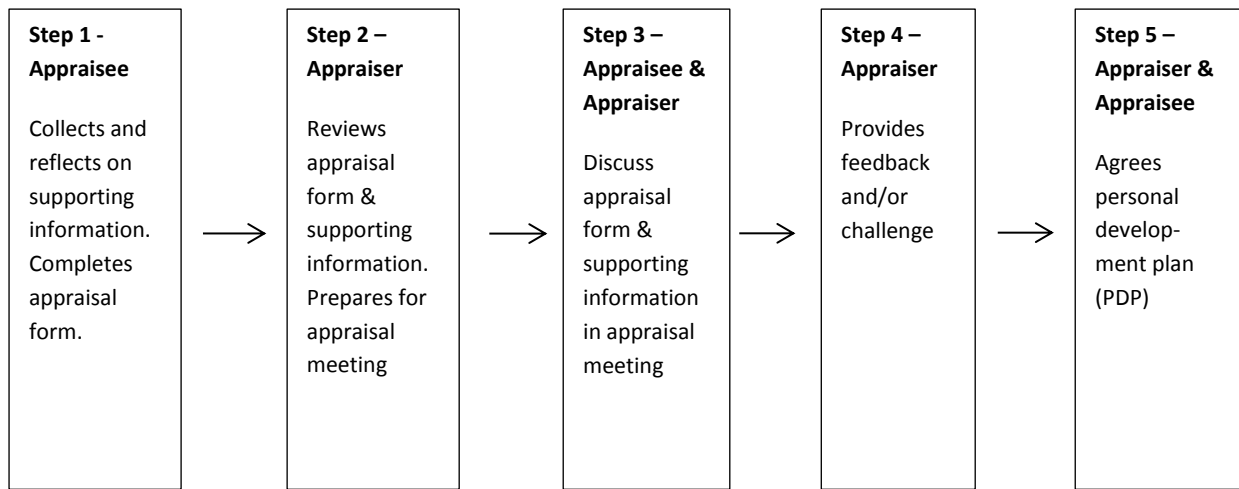 Step 1 -
Appraisee
Collects and
reflects on
supporting
information.
Completes
appraisal
form.
Step 2 –
Appraiser
Reviews
appraisal
form &
supporting
information.
Prepares for
appraisal
meeting
Step 3 –
Appraisee &
Appraiser
Discuss
appraisal
form &
supporting
information
in appraisal
meeting
Step 4 –
Appraiser
Provides
feedback
and/or
challenge
Step 5 –
Appraiser &
Appraisee
Agrees
personal
develop-
ment plan
(PDP)